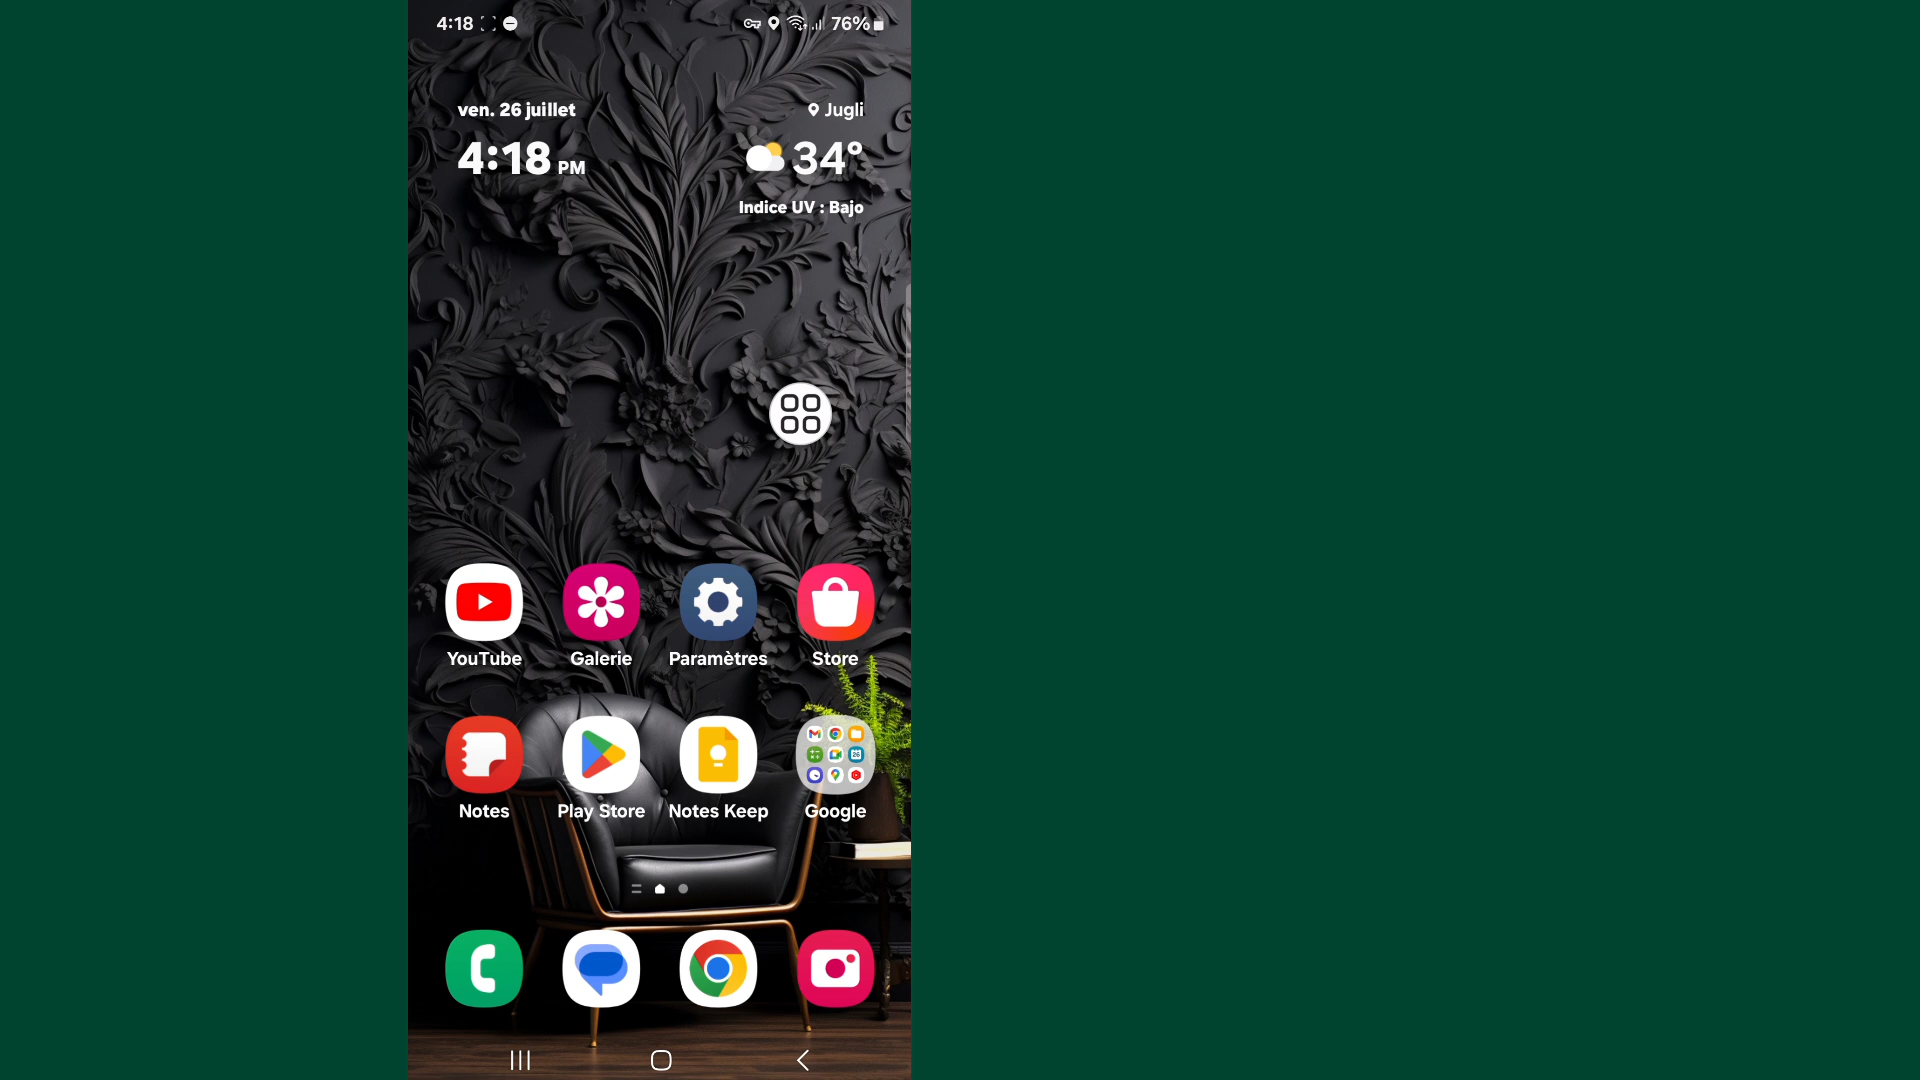 4:18
76%
ven. 26 juillet
Jugli
4:18 PM
34°
Indice UV : Bajo
YouTube
Galerie
Paramètres
Store
Notes
Play Store
Notes Keep
Google